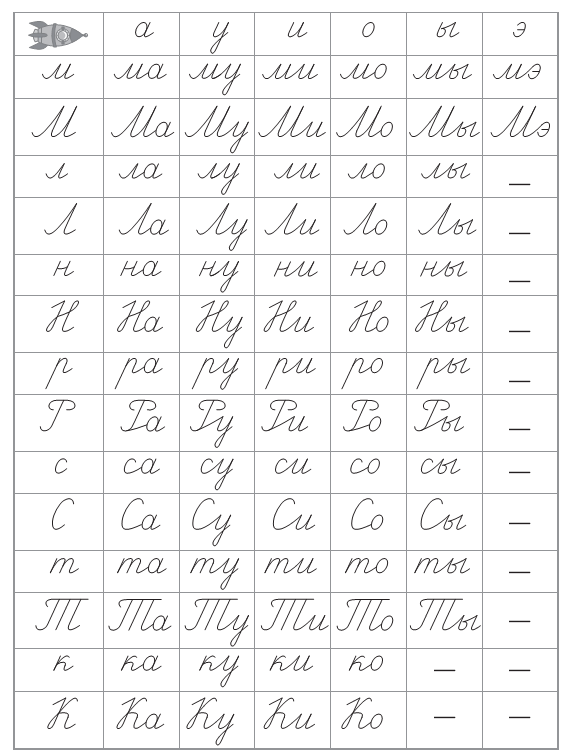 а у и о ы э
м ма му ми мо мы мэ
М Ма Му Ми Мо Мы Мэ
л ла лу ли ло лы —
Л Ла Лу Ли Ло Лы —
н на ну ни но ны —
Н На Ну Ни Но Ны —
р ра ру ри ро ры —
Р Ра Ру Ри Ро Ры —
с са су си со сы —
С Са Су Си Со Сы —
т та ту ти то ты —
Т Та Ту Ти То Ты —
к ка ку ки ко — —
К Ка Ку Ки Ко — —